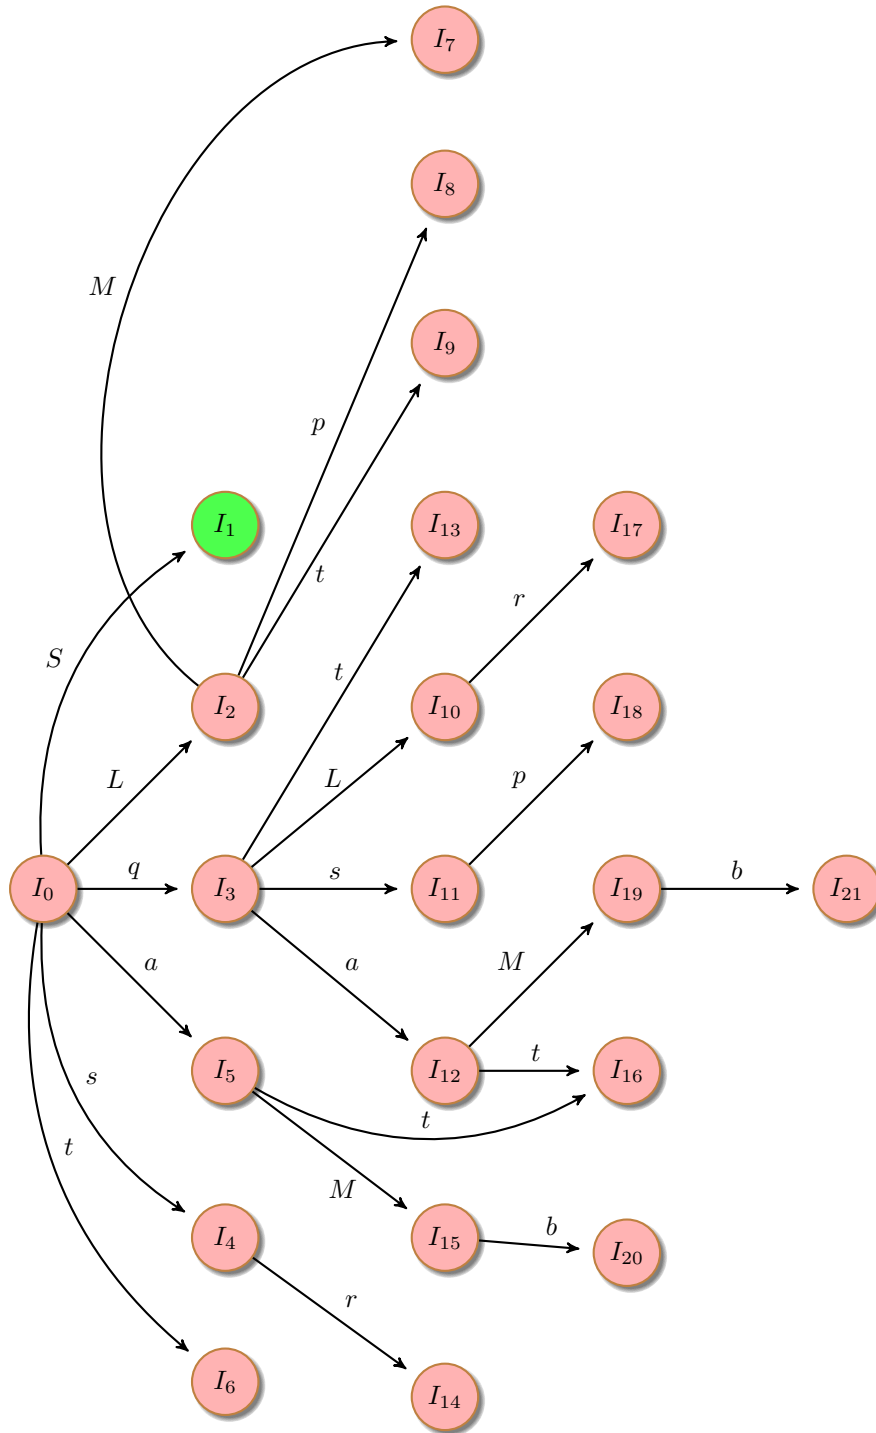 I₇
I₈
M
I₉
p
I₁ I₁₃ I₁₇
t
r
S
t
I₂ I₁₀ I₁₈
L L p
q s b
I₀ I₃ I₁₁ I₁₉ I₂₁
a a M
t
I₅ I₁₂ I₁₆
s
t
t
M
I₄ I₁₅ b I₂₀
r
I₆ I₁₄